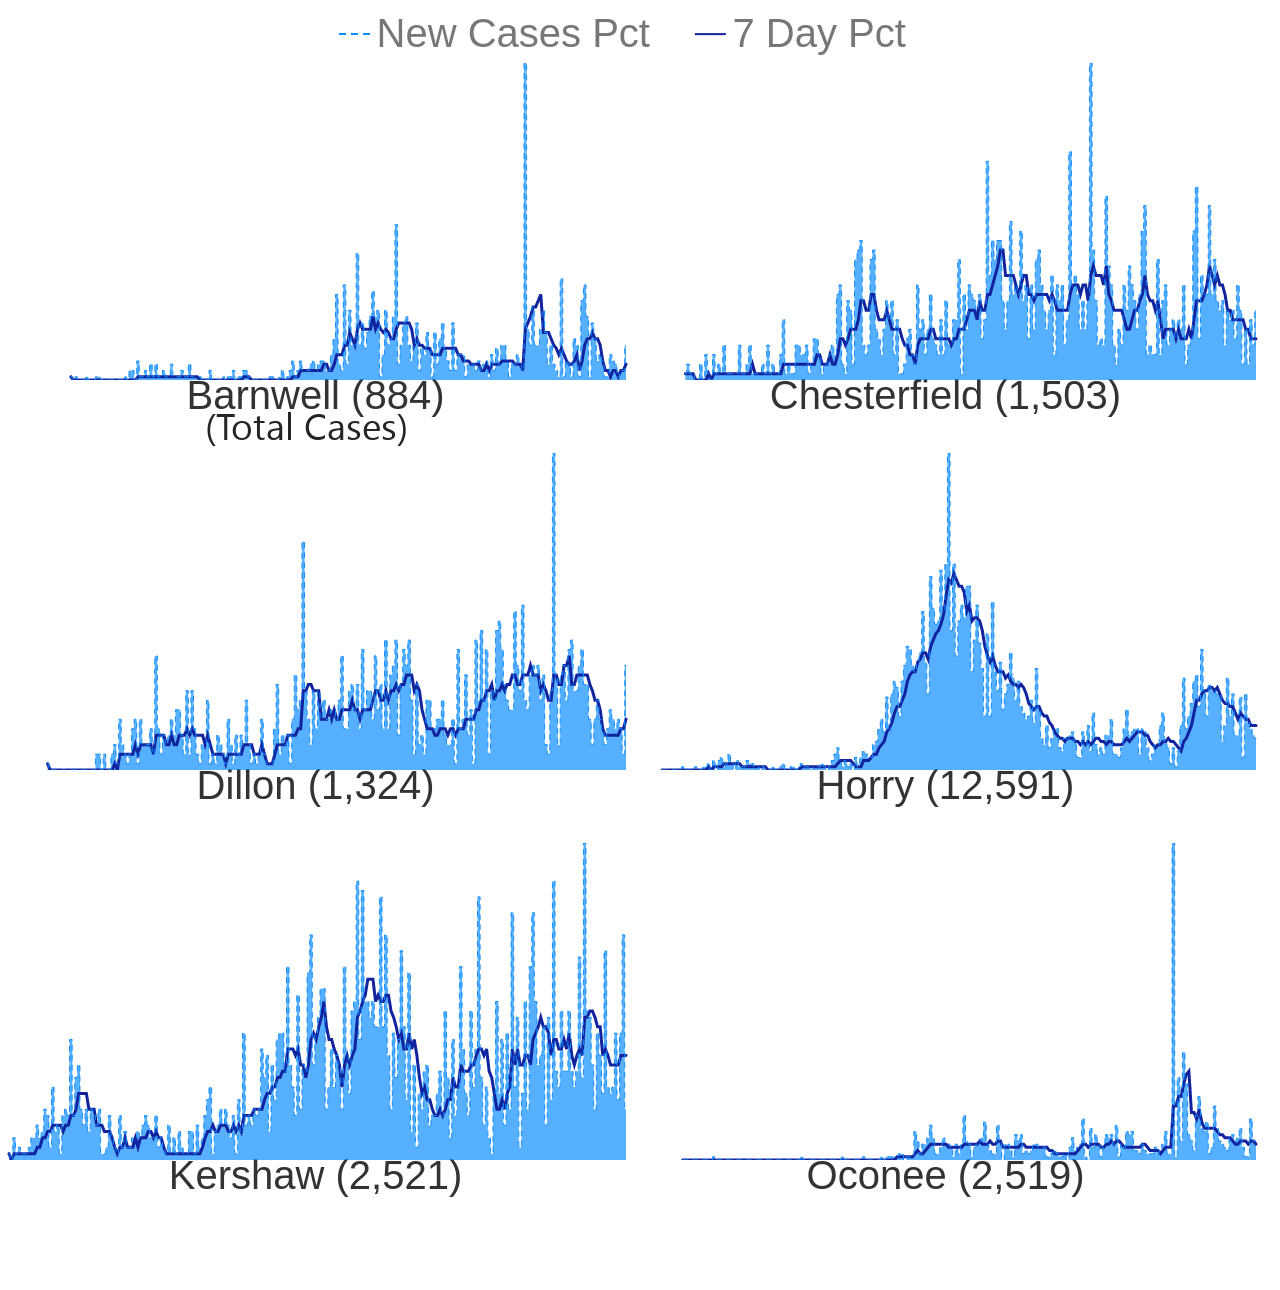 New Cases Pct 7 Day Pct
Barnwell (884) Chesterfield (1,503)
(Total Cases)
Dillon (1,324) Horry (12,591)
Kershaw (2,521) Oconee (2,519)